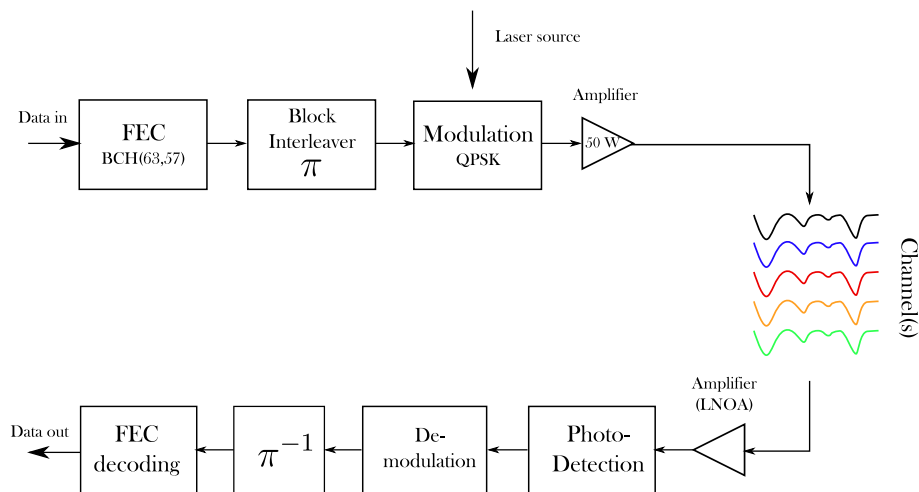 Laser source
Data in
FEC
BCH(63,57)
Block
Interleaver
π
Modulation
QPSK
Amplifier
50 W
Channel(s)
Amplifier
(LNOA)
Data out
FEC
decoding
π⁻¹
De-
modulation
Photo-
Detection